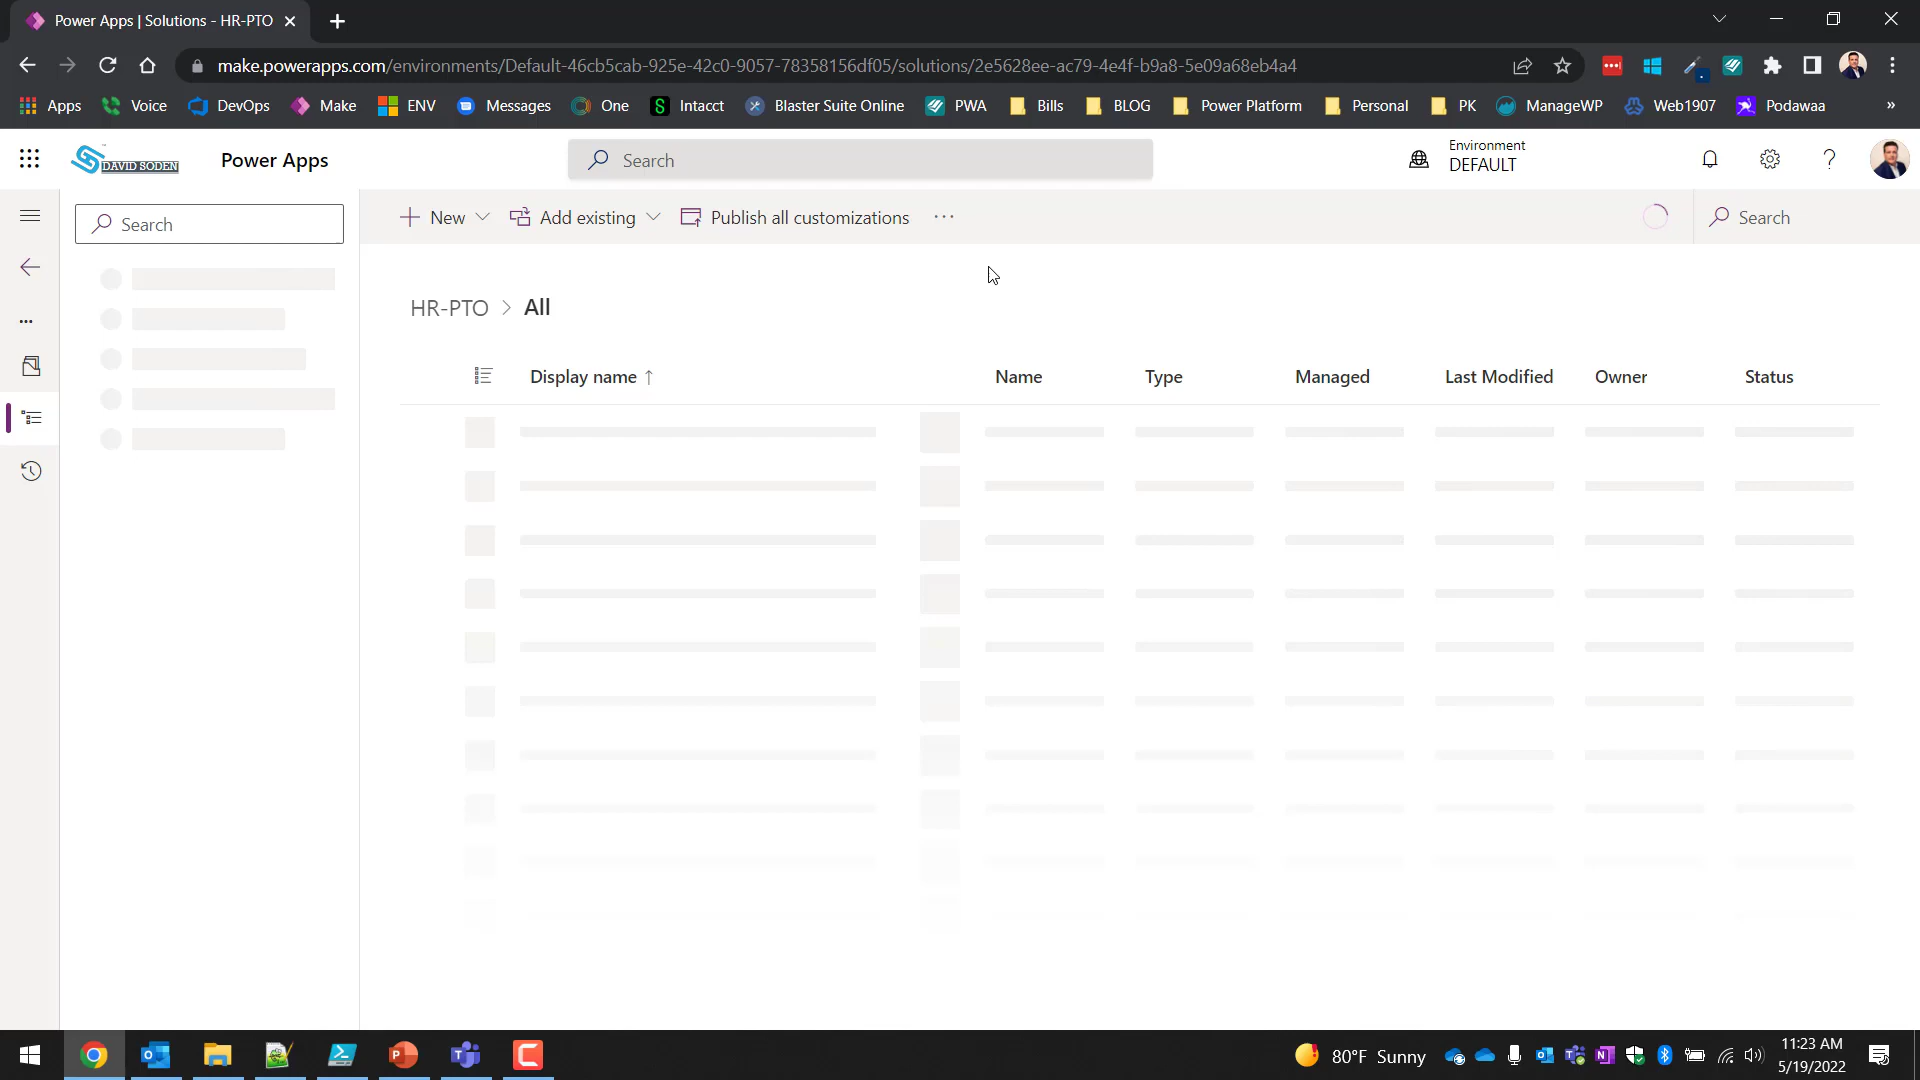 Power Apps | Solutions - HR-PTO
make.powerapps.com/environments/Default-46cb5cab-925e-42c0-9057-78358156df05/solutions/2e5628ee-ac79-4e4f-b9a8-5e09a68eb4a4
Apps Voice DevOps Make ENV Messages One Intacct Blaster Suite Online PWA Bills BLOG Power Platform Personal PK ManageWP Web1907 Podawaa »
DAVID SODEN Power Apps Search Environment
DEFAULT
Search New Add existing Publish all customizations ... Search
HR-PTO > All
Display name ↑ Name Type Managed Last Modified Owner Status
80°F Sunny 11:23 AM
5/19/2022